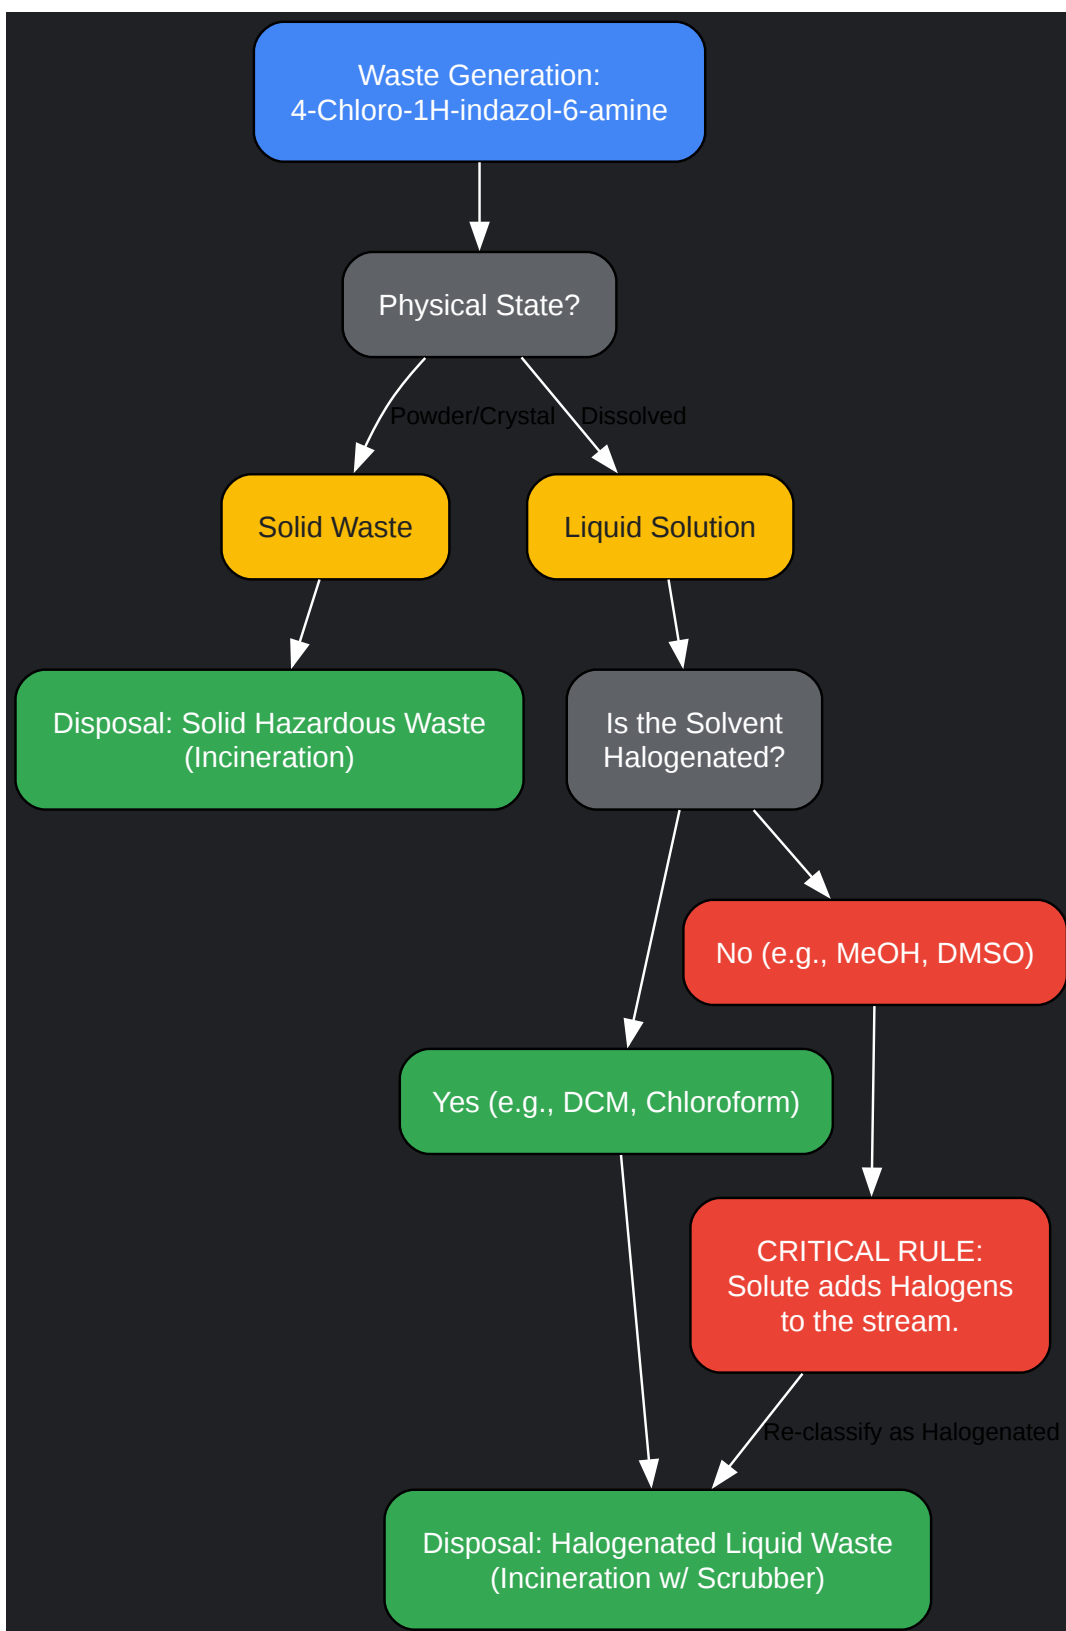 Waste Generation:
4-Chloro-1H-indazol-6-amine
Physical State?
Powder/Crystal
Dissolved
Solid Waste
Liquid Solution
Disposal: Solid Hazardous Waste
(Incineration)
Is the Solvent
Halogenated?
No (e.g., MeOH, DMSO)
Yes (e.g., DCM, Chloroform)
CRITICAL RULE:
Solute adds Halogens
to the stream.
Re-classify as Halogenated
Disposal: Halogenated Liquid Waste
(Incineration w/ Scrubber)